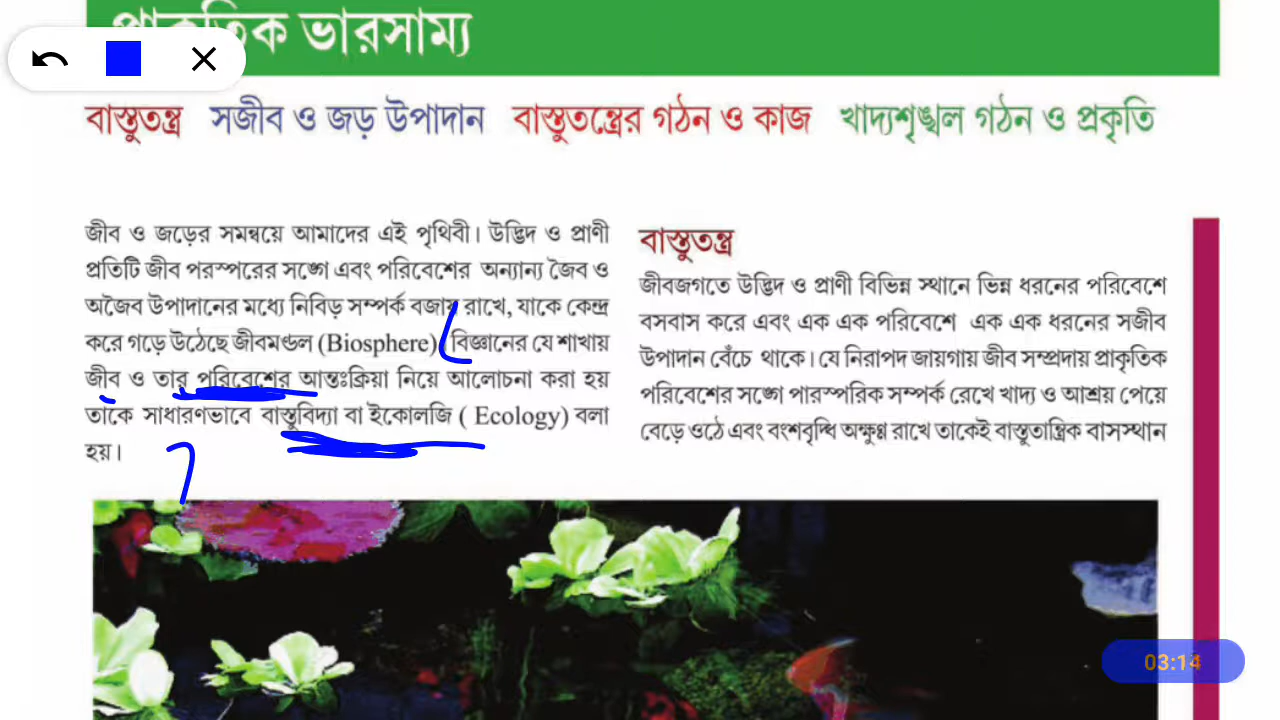 প্রাকৃতিক ভারসাম্য
বাস্তুতন্ত্র সজীব ও জড় উপাদান বাস্তুতন্ত্রের গঠন ও কাজ খাদ্যশৃঙ্খল গঠন ও প্রকৃতি
জীব ও জড়ের সমন্বয়ে আমাদের এই পৃথিবী। উদ্ভিদ ও প্রাণী
প্রতিটি জীব পরস্পরের সঙ্গে এবং পরিবেশের অন্যান্য জৈব ও
অজৈব উপাদানের মধ্যে নিবিড় সম্পর্ক বজায় রাখে, যাকে কেন্দ্র
করে গড়ে উঠেছে জীবমণ্ডল (Biosphere) বিজ্ঞানের যে শাখায়
জীব ও তার পরিবেশের আন্তঃক্রিয়া নিয়ে আলোচনা করা হয়
তাকে সাধারণভাবে বাস্তুবিদ্যা বা ইকোলজি ( Ecology) বলা
হয়।
বাস্তুতন্ত্র
জীবজগতে উদ্ভিদ ও প্রাণী বিভিন্ন স্থানে ভিন্ন ধরনের পরিবেশে
বসবাস করে এবং এক এক পরিবেশে এক এক ধরনের সজীব
উপাদান বেঁচে থাকে। যে নিরাপদ জায়গায় জীব সম্প্রদায় প্রাকৃতিক
পরিবেশের সঙ্গে পারস্পরিক সম্পর্ক রেখে খাদ্য ও আশ্রয় পেয়ে
বেড়ে ওঠে এবং বংশবৃদ্ধি অক্ষুণ্ণ রাখে তাকেই বাস্তুতান্ত্রিক বাসস্থান
03:14